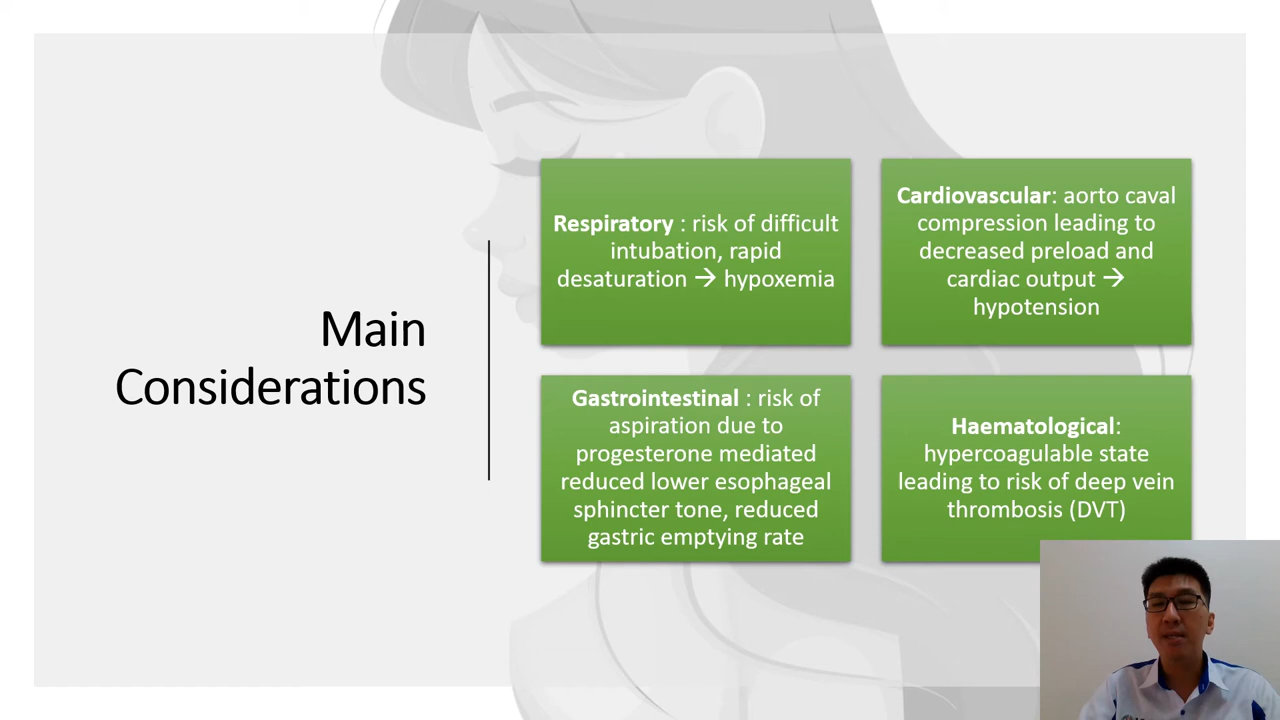 Main
Considerations
Respiratory : risk of difficult
intubation, rapid
desaturation → hypoxemia
Cardiovascular: aorto caval
compression leading to
decreased preload and
cardiac output →
hypotension
Gastrointestinal : risk of
aspiration due to
progesterone mediated
reduced lower esophageal
sphincter tone, reduced
gastric emptying rate
Haematological:
hypercoagulable state
leading to risk of deep vein
thrombosis (DVT)